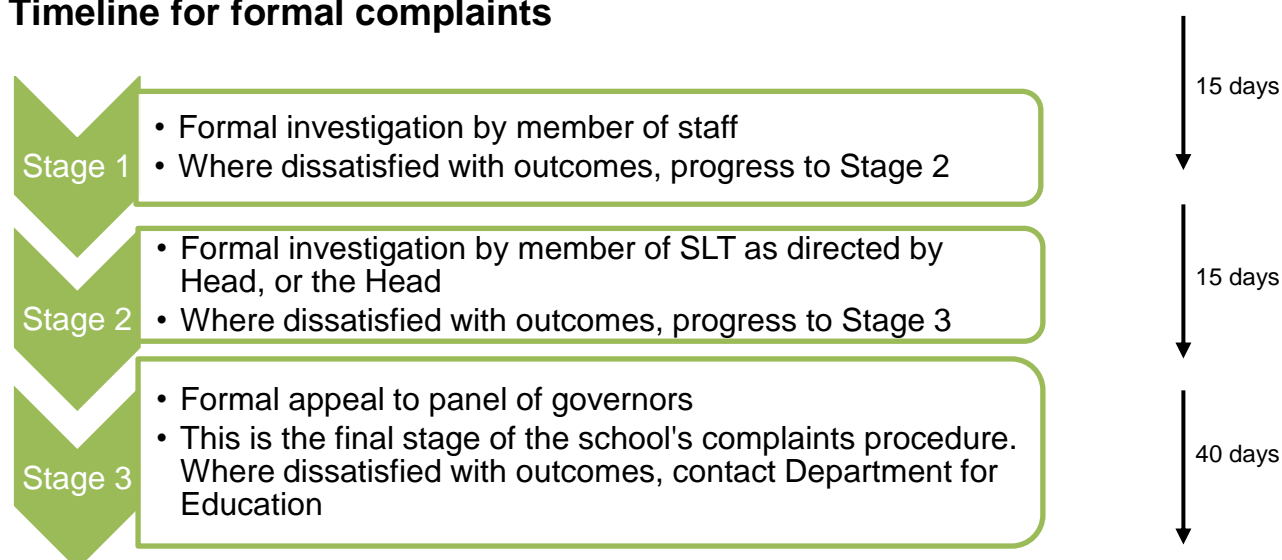 Timeline for formal complaints
15 days
Stage 1
• Formal investigation by member of staff
• Where dissatisfied with outcomes, progress to Stage 2
15 days
Stage 2
• Formal investigation by member of SLT as directed by
Head, or the Head
• Where dissatisfied with outcomes, progress to Stage 3
40 days
Stage 3
• Formal appeal to panel of governors
• This is the final stage of the school's complaints procedure.
Where dissatisfied with outcomes, contact Department for
Education